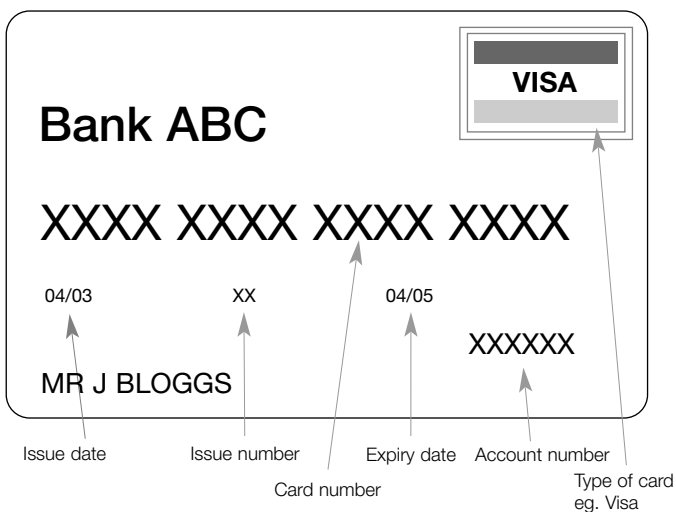 VISA
Bank ABC
XXXX XXXX XXXX XXXX
04/03 XX 04/05
XXXXXX
MR J BLOGGS
Issue date Issue number Expiry date Account number
Card number
Type of card
eg. Visa